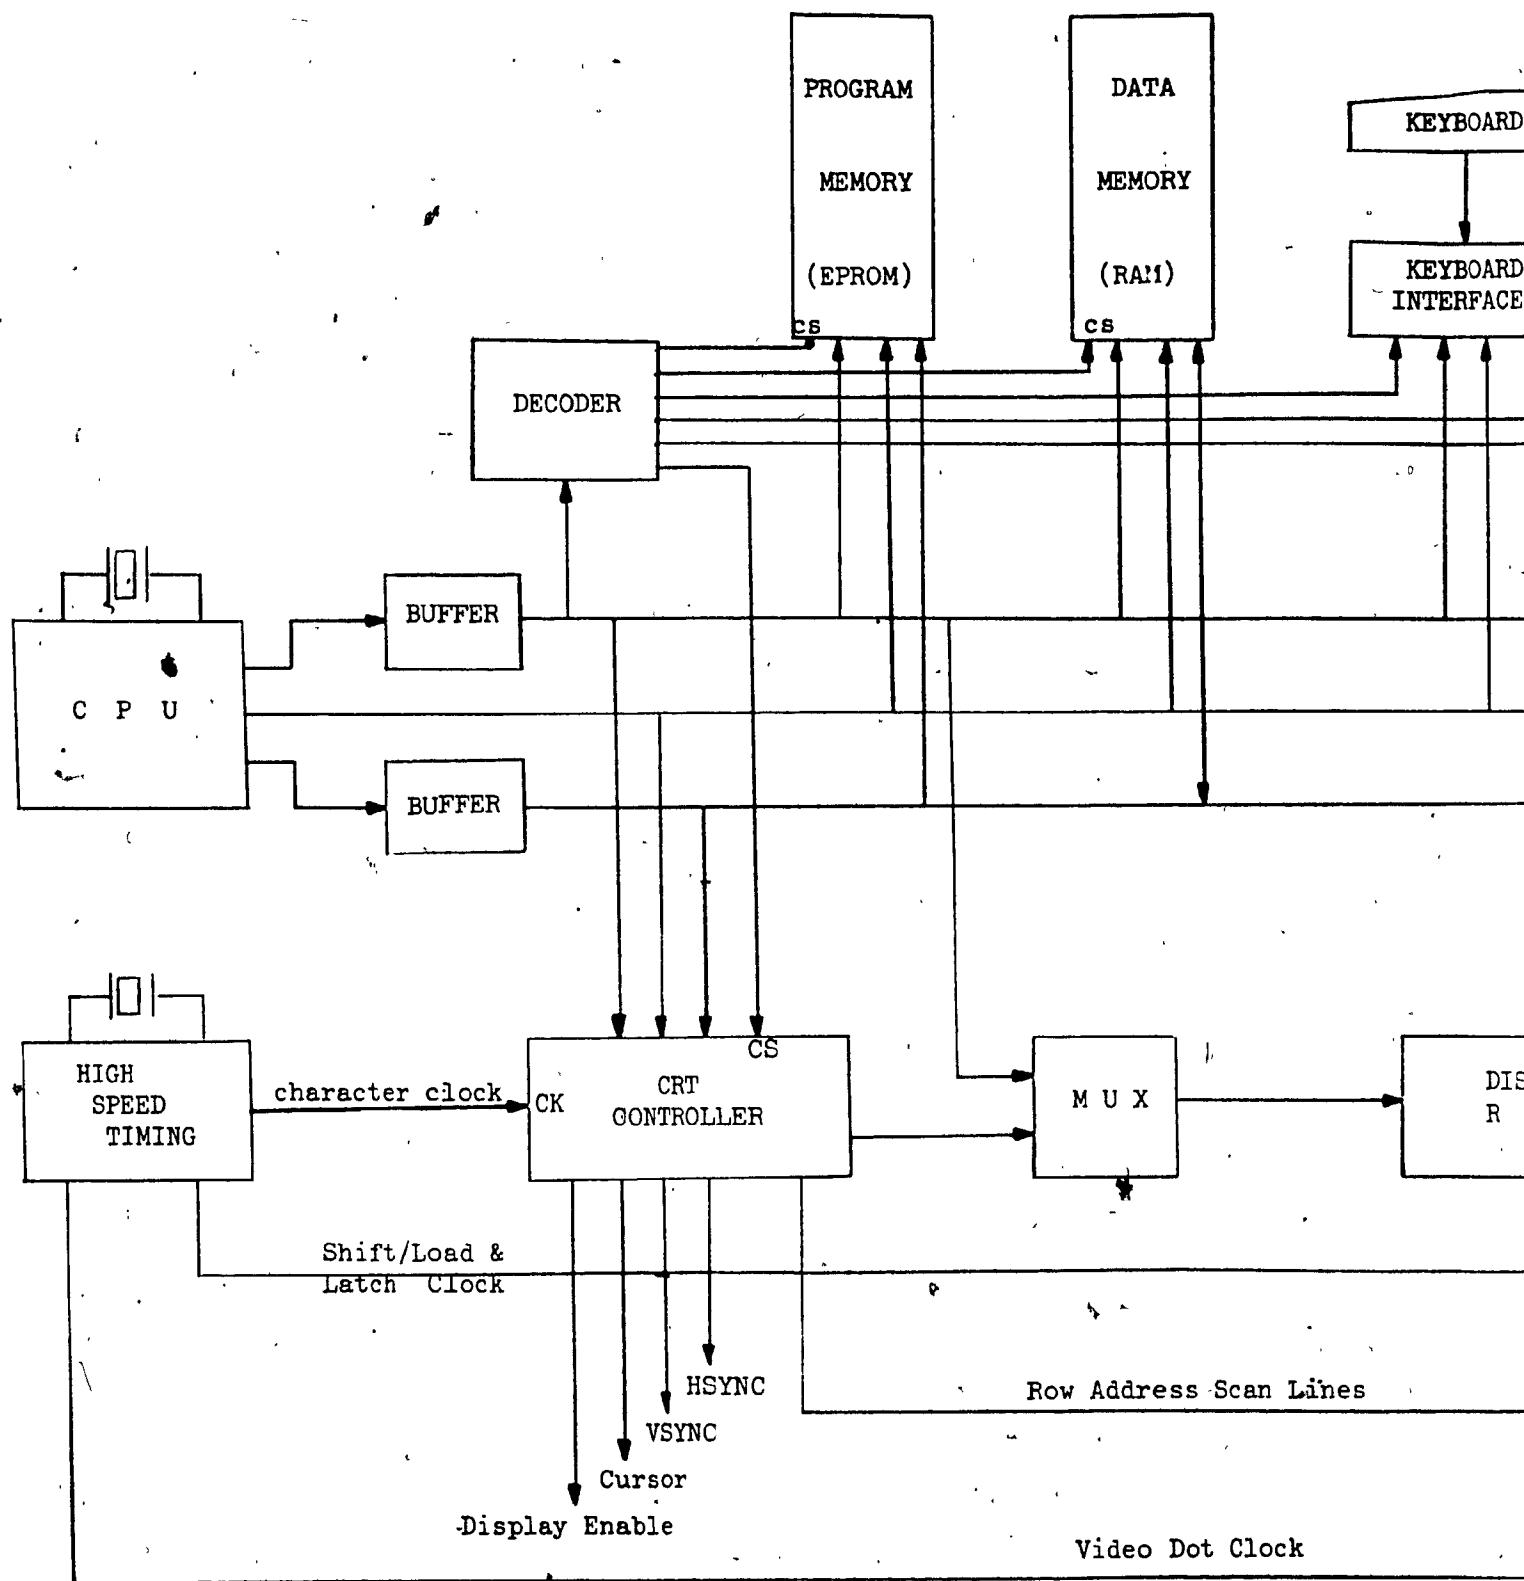 PROGRAM
MEMORY
(EPROM)
CS
DATA
MEMORY
(RAM)
CS
KEYBOARD
KEYBOARD
INTERFACE
DECODER
BUFFER
C P U
BUFFER
HIGH
SPEED
TIMING
character clock
CK
CS
CRT
CONTROLLER
M U X
DIS
R
Shift/Load &
Latch Clock
HSYNC
VSYNC
Cursor
Display Enable
Row Address Scan Lines
Video Dot Clock